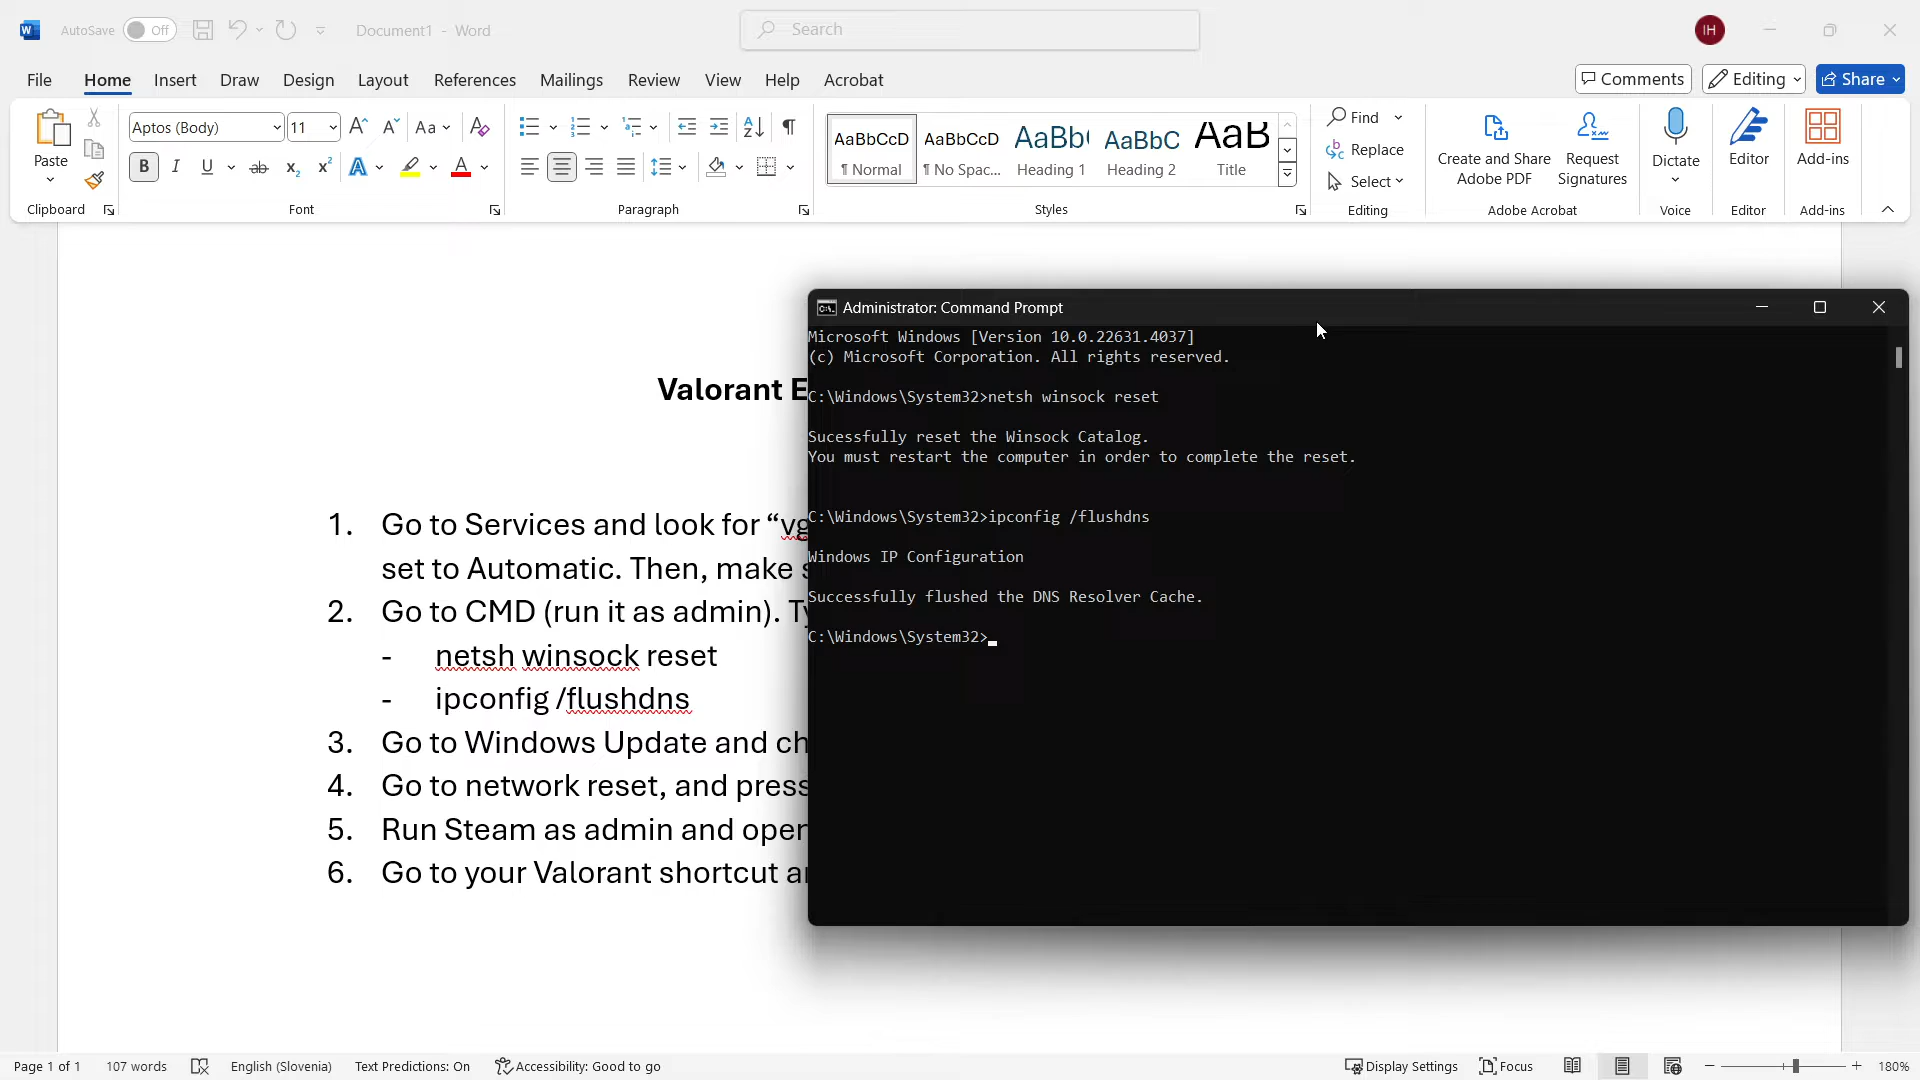 AutoSave Off Document1 - Word Search IH
File Home Insert Draw Design Layout References Mailings Review View Help Acrobat Comments Editing Share
Paste
Clipboard
Aptos (Body) 11
Aa
B I U ab x₂ x² A A
Font
Paragraph
AaBbCcD AaBbCcD AaBb( AaBbC AaB
¶ Normal ¶ No Spac... Heading 1 Heading 2 Title
Styles
Find
Replace
Select
Editing
Create and Share Adobe PDF
Request Signatures
Adobe Acrobat
Dictate
Voice
Editor
Editor
Add-ins
Add-ins
Valorant E
1. Go to Services and look for “vg
set to Automatic. Then, make s
2. Go to CMD (run it as admin). Ty
- netsh winsock reset
- ipconfig /flushdns
3. Go to Windows Update and ch
4. Go to network reset, and press
5. Run Steam as admin and open
6. Go to your Valorant shortcut an
Administrator: Command Prompt
Microsoft Windows [Version 10.0.22631.4037]
(c) Microsoft Corporation. All rights reserved.
C:\Windows\System32>netsh winsock reset
Sucessfully reset the Winsock Catalog.
You must restart the computer in order to complete the reset.
C:\Windows\System32>ipconfig /flushdns
Windows IP Configuration
Successfully flushed the DNS Resolver Cache.
C:\Windows\System32>
Page 1 of 1 107 words English (Slovenia) Text Predictions: On Accessibility: Good to go Display Settings Focus 180%